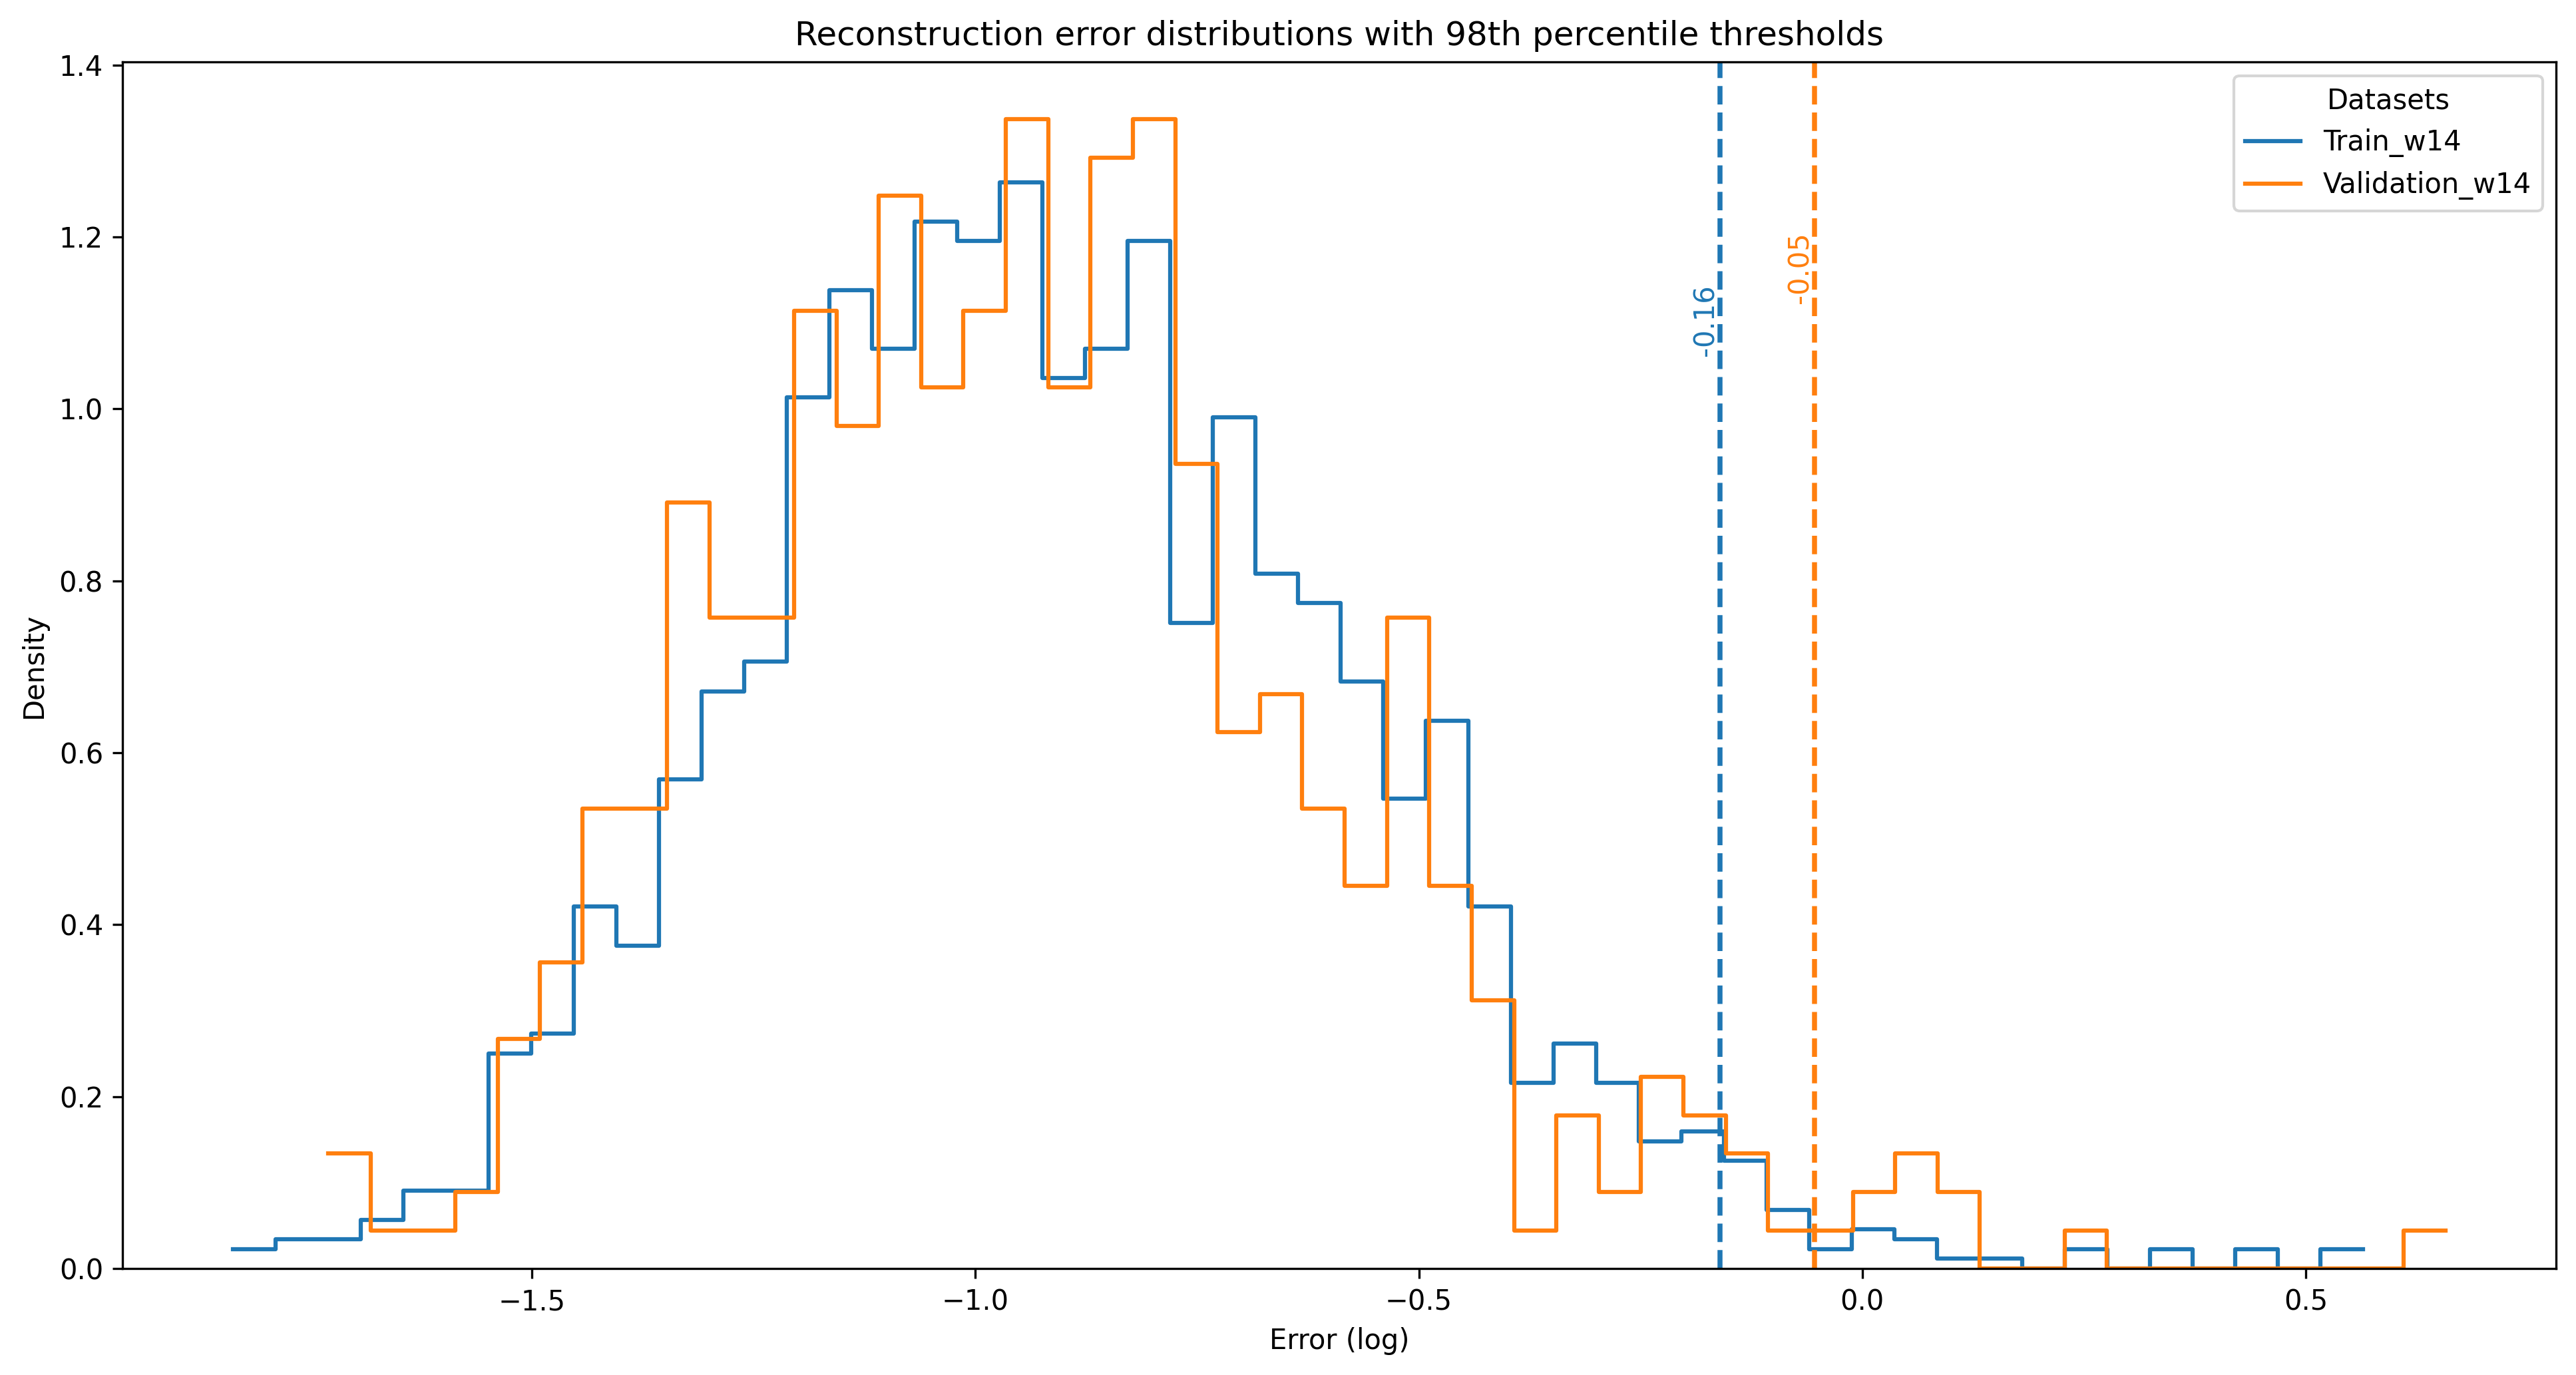 Reconstruction error distributions with 98th percentile thresholds
1.4
1.2
1.0
0.8
0.6
0.4
0.2
0.0
Density
Datasets
Train_w14
Validation_w14
-0.16
-0.05
−1.5
−1.0
−0.5
0.0
0.5
Error (log)